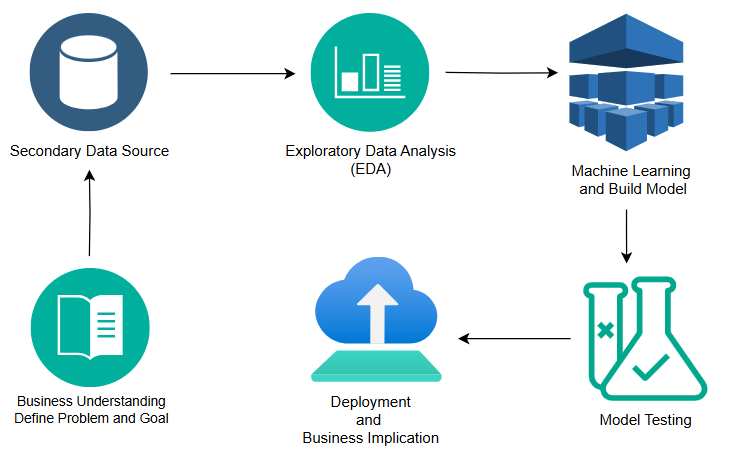 Secondary Data Source
Exploratory Data Analysis
(EDA)
Machine Learning
and Build Model
Business Understanding
Define Problem and Goal
Deployment
and
Business Implication
Model Testing